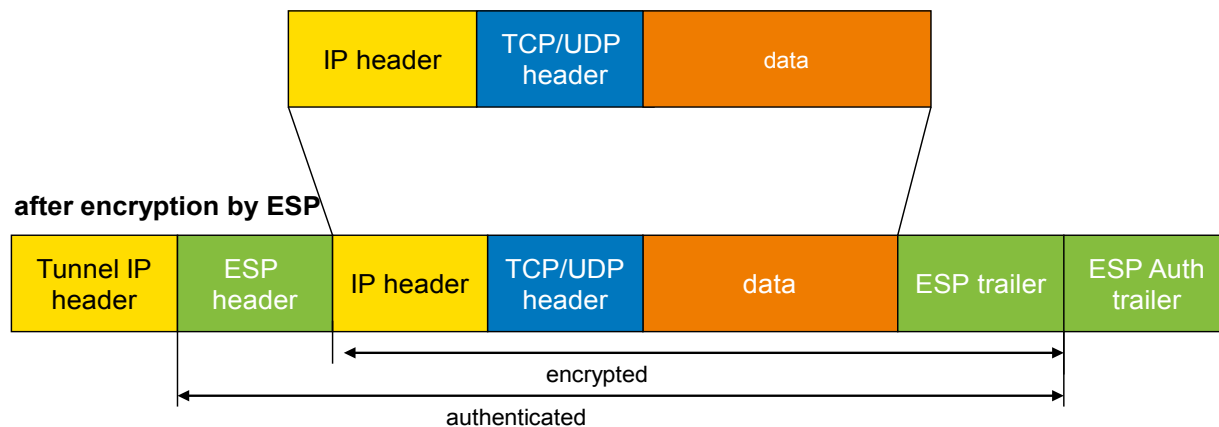 IP header
TCP/UDP
header
data
after encryption by ESP
Tunnel IP
header
ESP
header
IP header
TCP/UDP
header
data
ESP trailer
ESP Auth
trailer
encrypted
authenticated